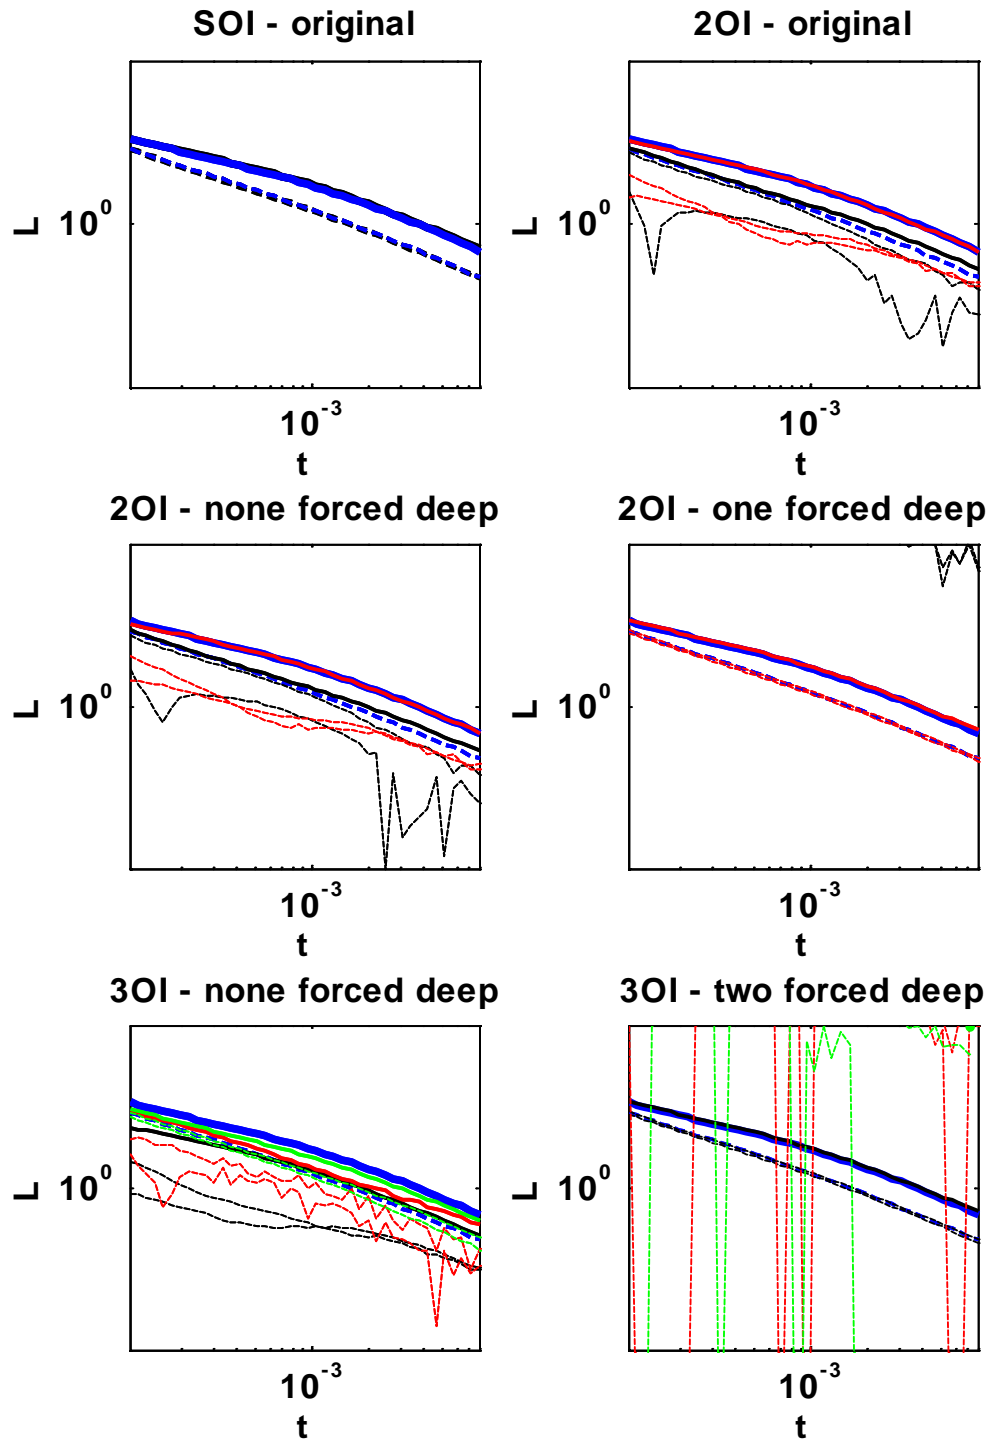 SOI - original
2OI - original
L
10^0
10^-3
t
L
10^0
10^-3
t
2OI - none forced deep
2OI - one forced deep
L
10^0
10^-3
t
L
10^0
10^-3
t
3OI - none forced deep
3OI - two forced deep
L
10^0
10^-3
t
L
10^0
10^-3
t